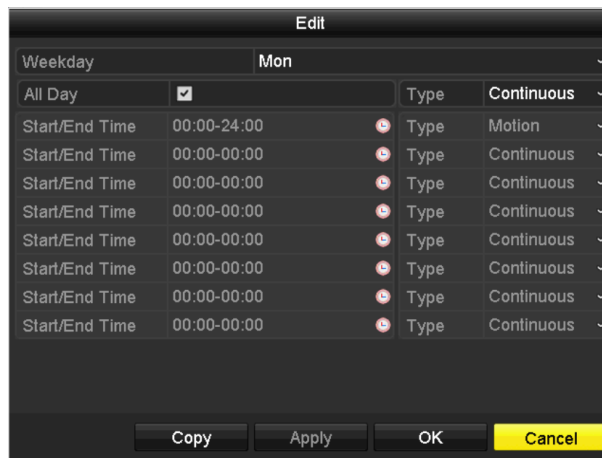 Edit
Weekday Mon
All Day Type Continuous
Start/End Time 00:00-24:00 Type Motion
Start/End Time 00:00-00:00 Type Continuous
Start/End Time 00:00-00:00 Type Continuous
Start/End Time 00:00-00:00 Type Continuous
Start/End Time 00:00-00:00 Type Continuous
Start/End Time 00:00-00:00 Type Continuous
Start/End Time 00:00-00:00 Type Continuous
Start/End Time 00:00-00:00 Type Continuous
Copy Apply OK Cancel